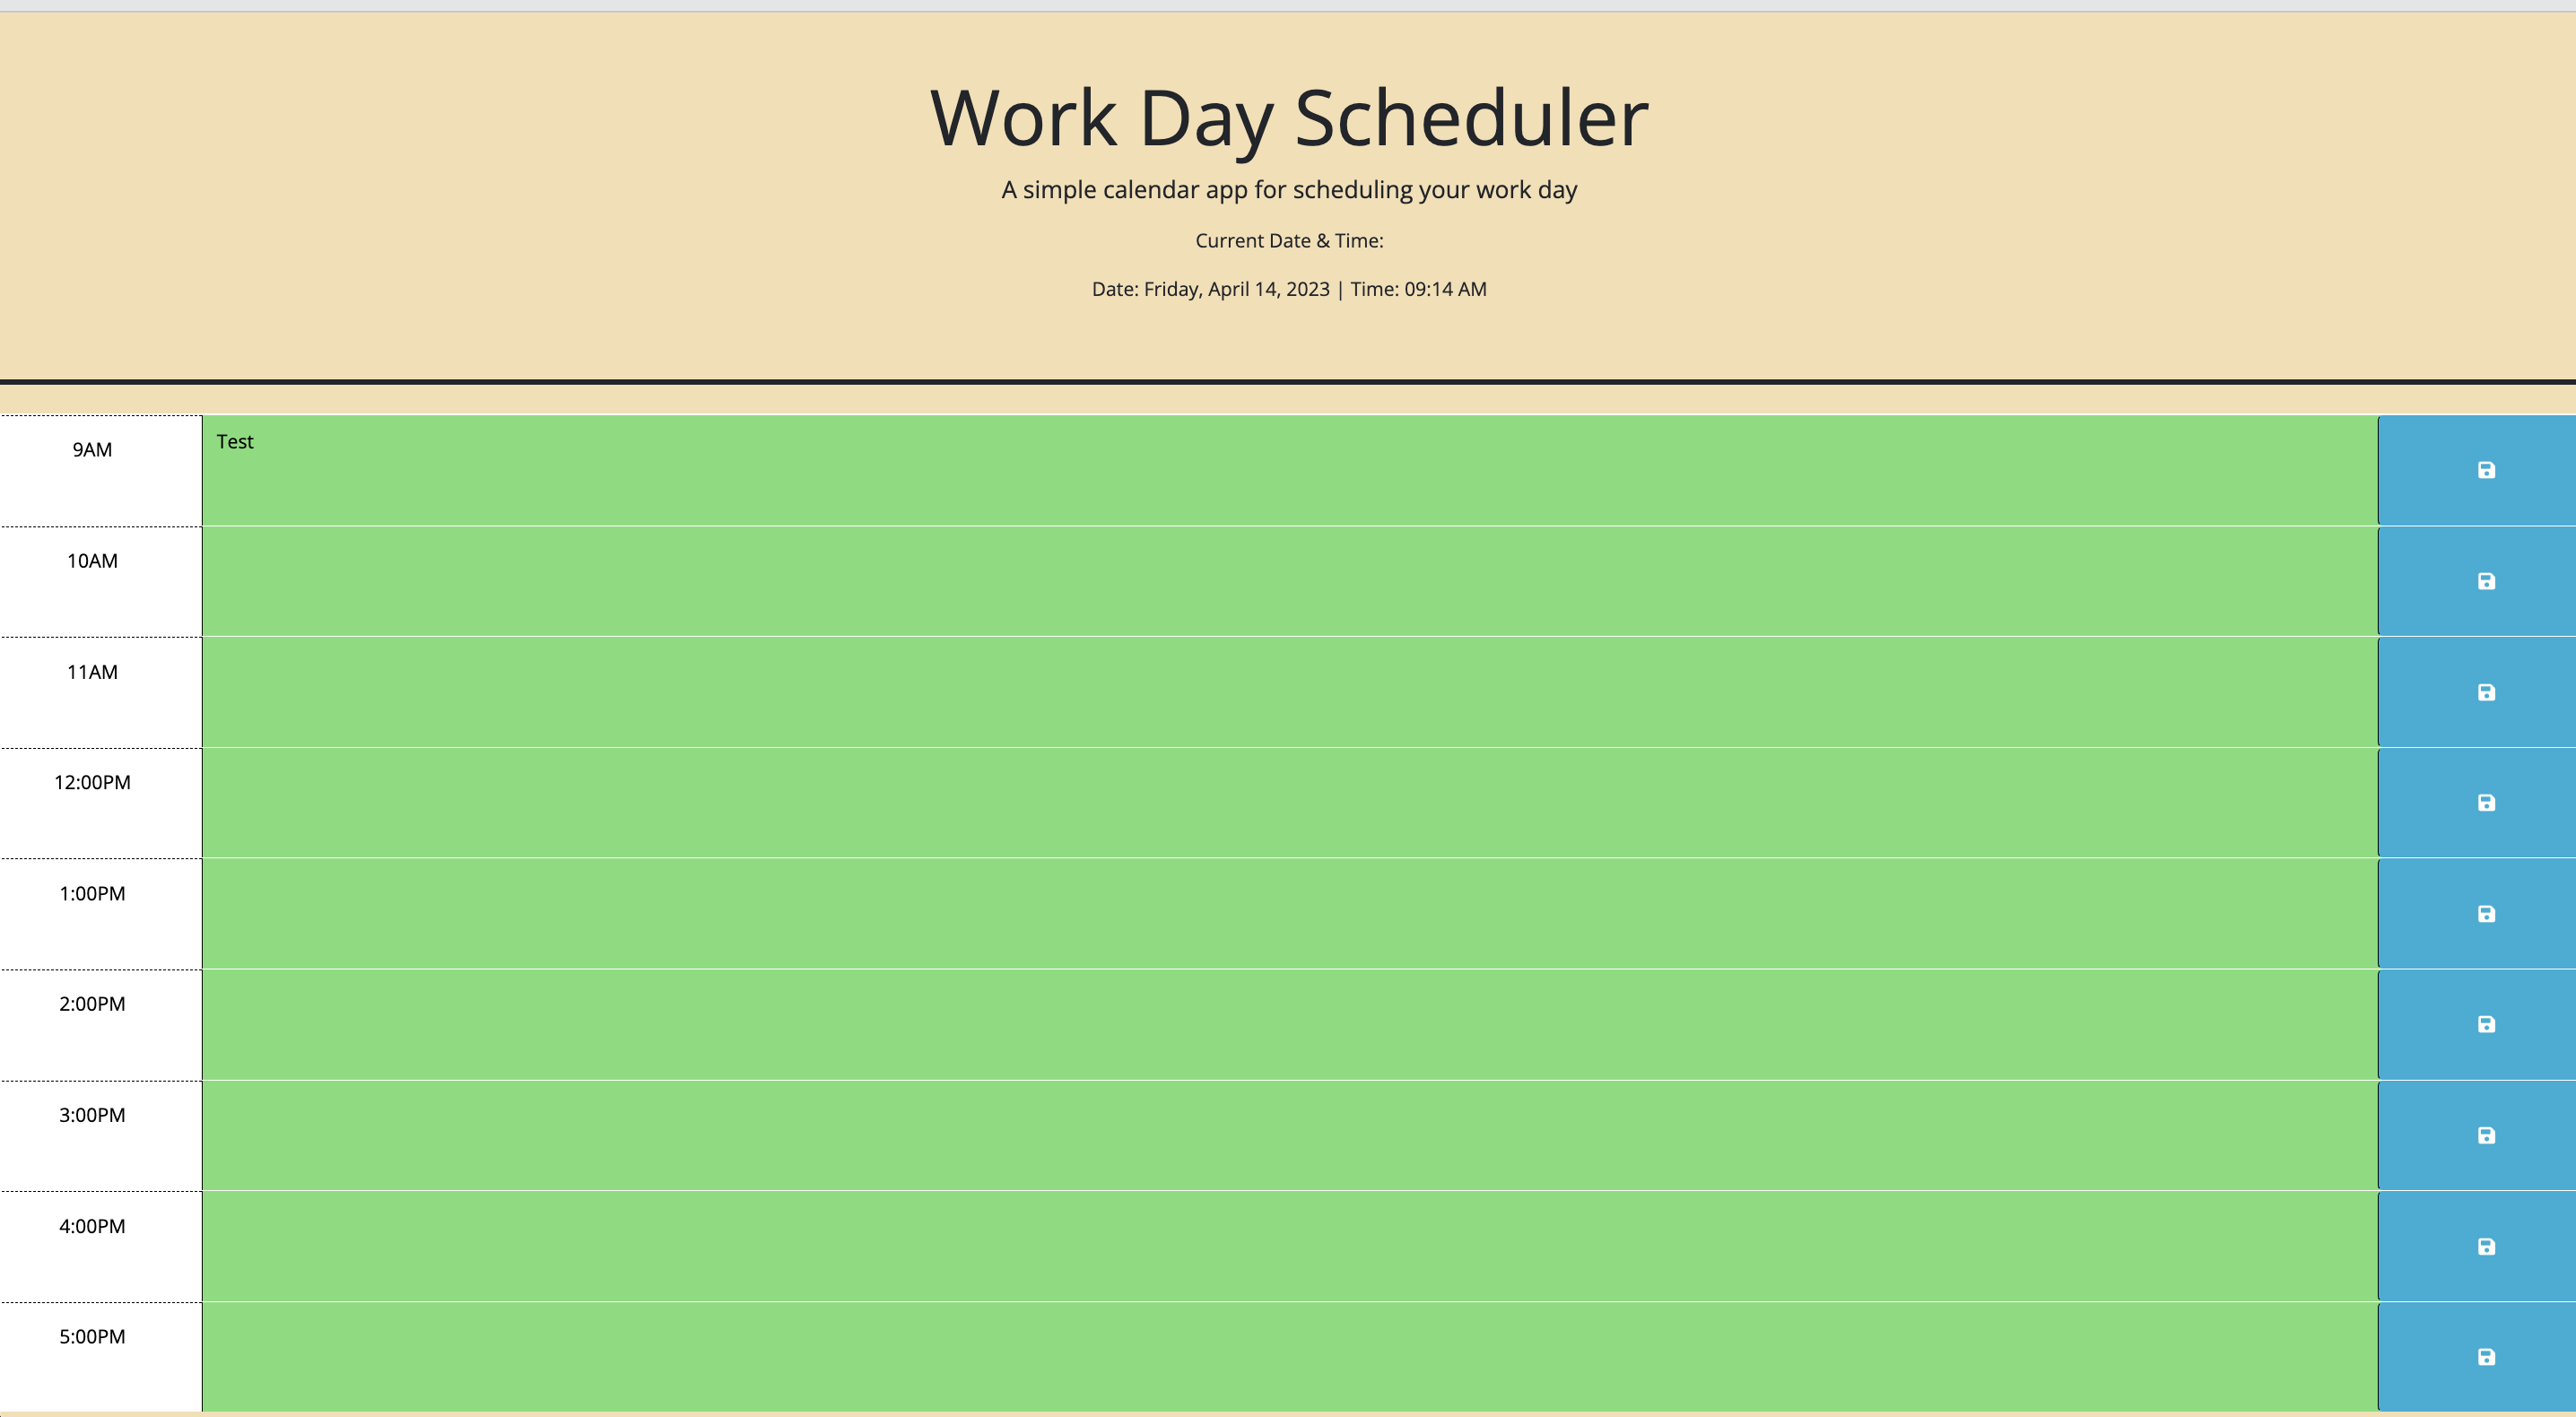 Work Day Scheduler
A simple calendar app for scheduling your work day
Current Date & Time:
Date: Friday, April 14, 2023 | Time: 09:14 AM
9AM
Test
10AM
11AM
12:00PM
1:00PM
2:00PM
3:00PM
4:00PM
5:00PM